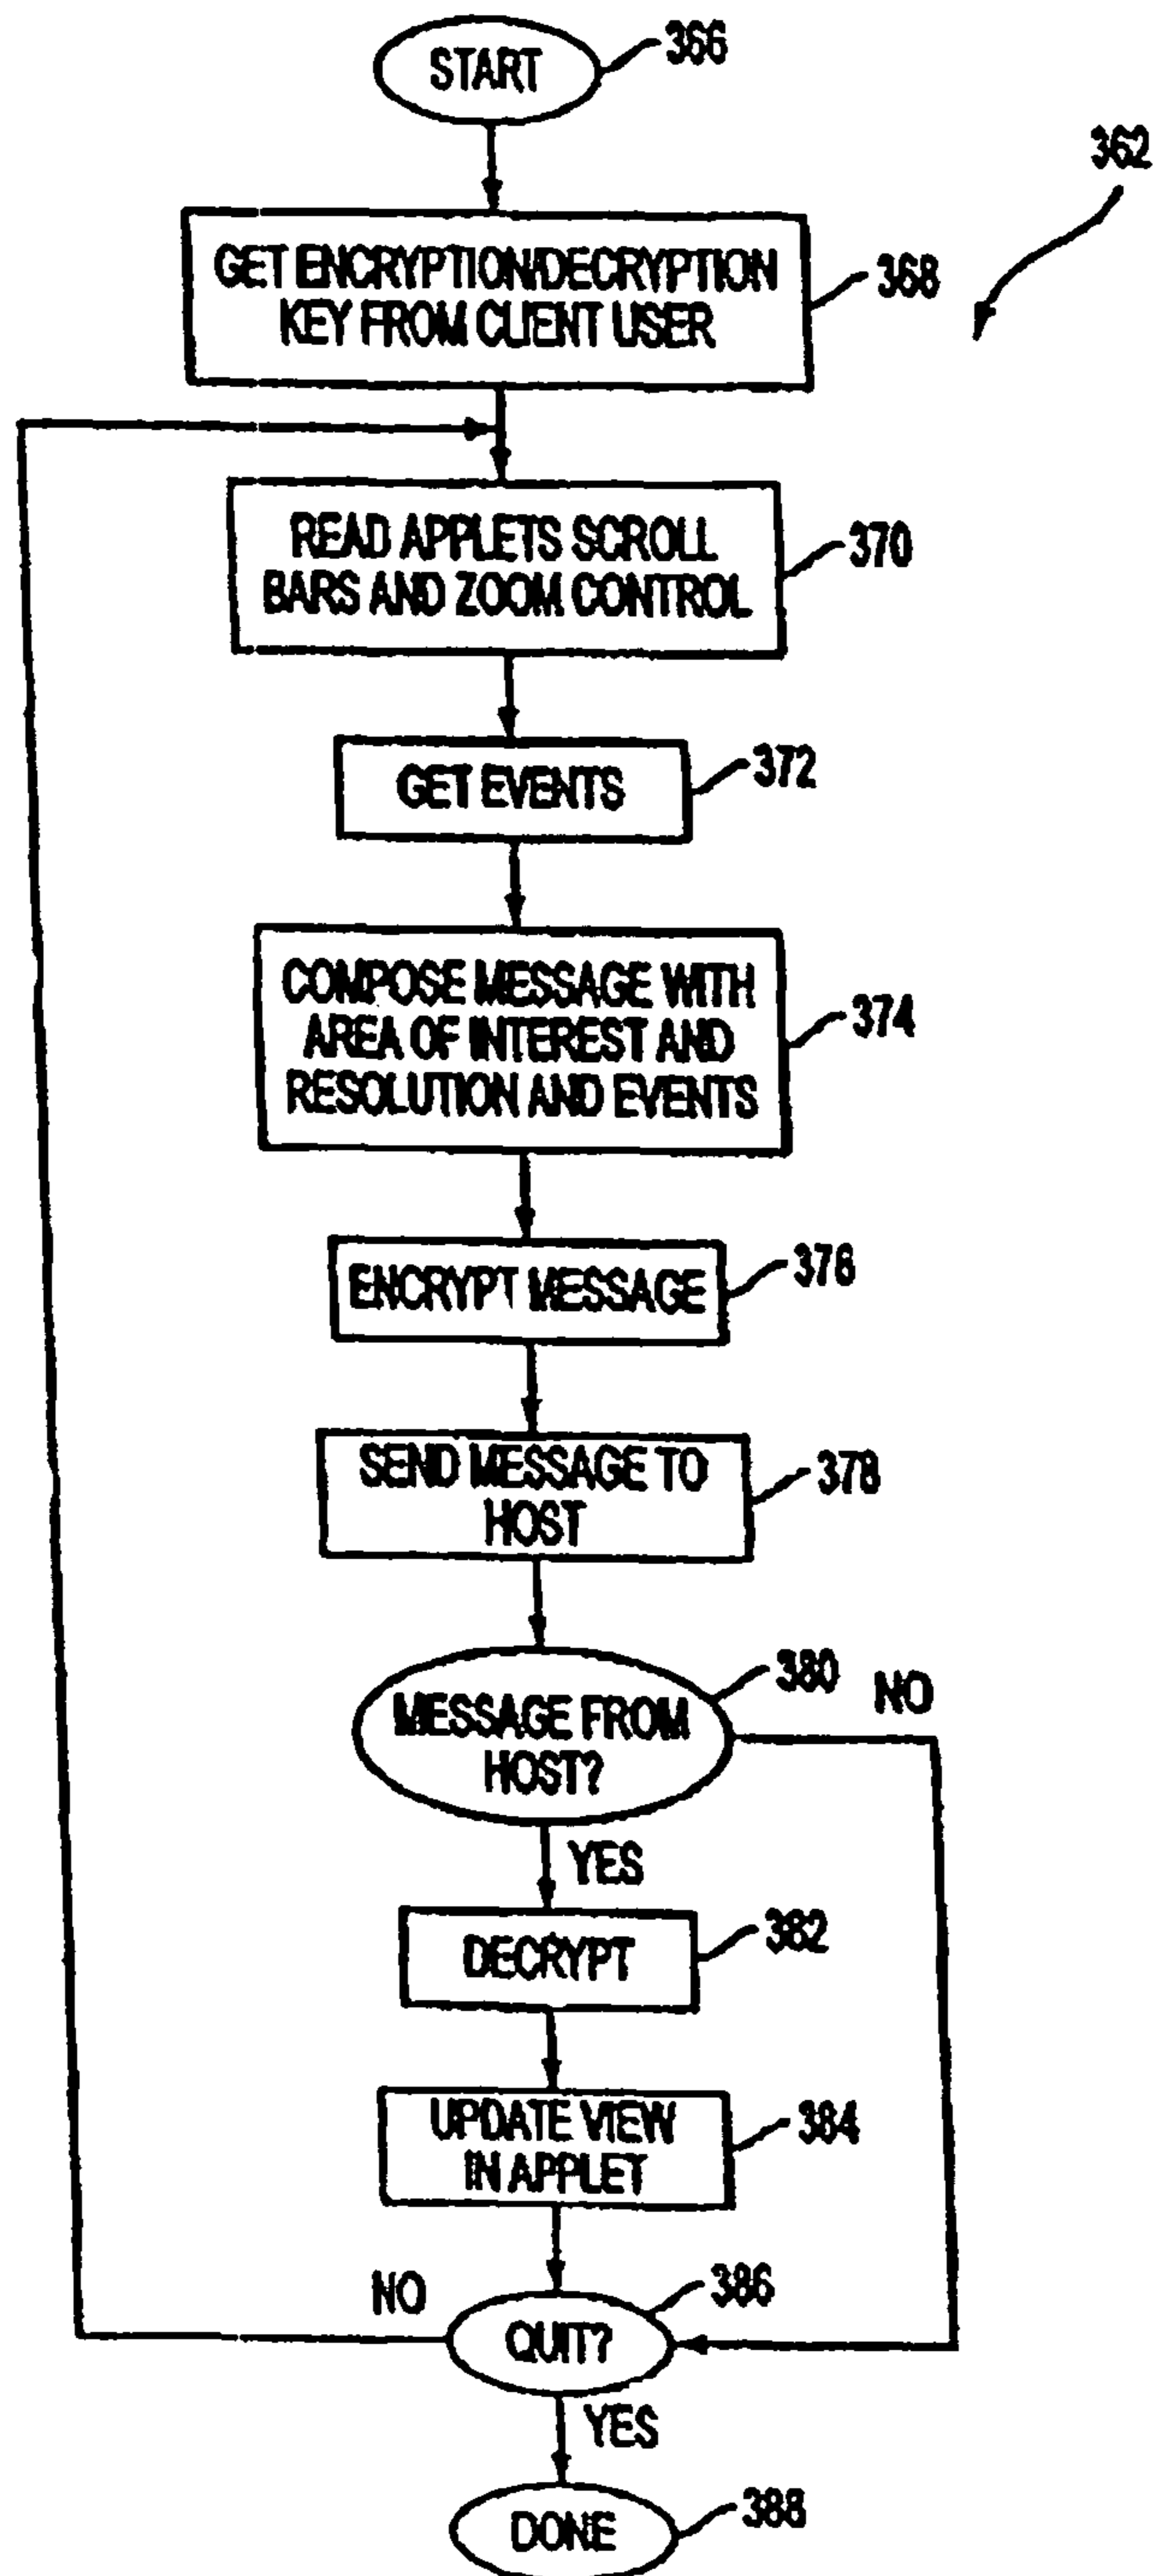 START
366
362
GET ENCRYPTION/DECRYPTION
KEY FROM CLIENT USER
368
READ APPLETS SCROLL
BARS AND ZOOM CONTROL
370
GET EVENTS
372
COMPOSE MESSAGE WITH
AREA OF INTEREST AND
RESOLUTION AND EVENTS
374
ENCRYPT MESSAGE
376
SEND MESSAGE TO
HOST
378
MESSAGE FROM
HOST?
380
NO
YES
DECRYPT
382
UPDATE VIEW
IN APPLET
384
NO
QUIT?
386
YES
DONE
388